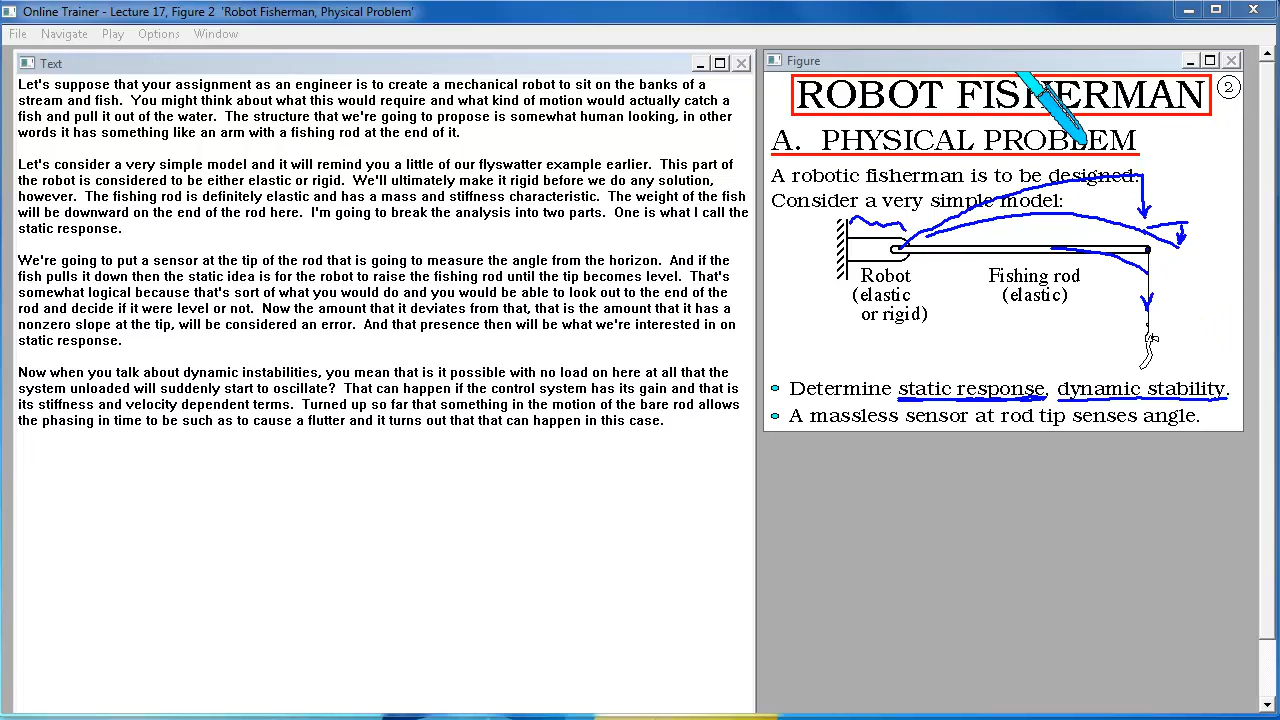 Online Trainer - Lecture 17, Figure 2  'Robot Fisherman, Physical Problem'
File Navigate Play Options Window
Text
Let's suppose that your assignment as an engineer is to create a mechanical robot to sit on the banks of a
stream and fish.  You might think about what this would require and what kind of motion would actually catch a
fish and pull it out of the water.  The structure that we're going to propose is somewhat human looking, in other
words it has something like an arm with a fishing rod at the end of it.
Let's consider a very simple model and it will remind you a little of our flyswatter example earlier.  This part of
the robot is considered to be either elastic or rigid.  We'll ultimately make it rigid before we do any solution,
however.  The fishing rod is definitely elastic and has a mass and stiffness characteristic.  The weight of the fish
will be downward on the end of the rod here.  I'm going to break the analysis into two parts.  One is what I call the
static response.
We're going to put a sensor at the tip of the rod that is going to measure the angle from the horizon.  And if the
fish pulls it down then the static idea is for the robot to raise the fishing rod until the tip becomes level.  That's
somewhat logical because that's sort of what you would do and you would be able to look out to the end of the
rod and decide if it were level or not.  Now the amount that it deviates from that, that is the amount that it has a
nonzero slope at the tip, will be considered an error.  And that presence then will be what we're interested in on
static response.
Now when you talk about dynamic instabilities, you mean that is it possible with no load on here at all that the
system unloaded will suddenly start to oscillate?  That can happen if the control system has its gain and that is
its stiffness and velocity dependent terms.  Turned up so far that something in the motion of the bare rod allows
the phasing in time to be such as to cause a flutter and it turns out that that can happen in this case.
Figure
ROBOT FISHERMAN
2
A. PHYSICAL PROBLEM
A robotic fisherman is to be designed.
Consider a very simple model:
Robot
(elastic
or rigid)
Fishing rod
(elastic)
• Determine static response, dynamic stability.
• A massless sensor at rod tip senses angle.